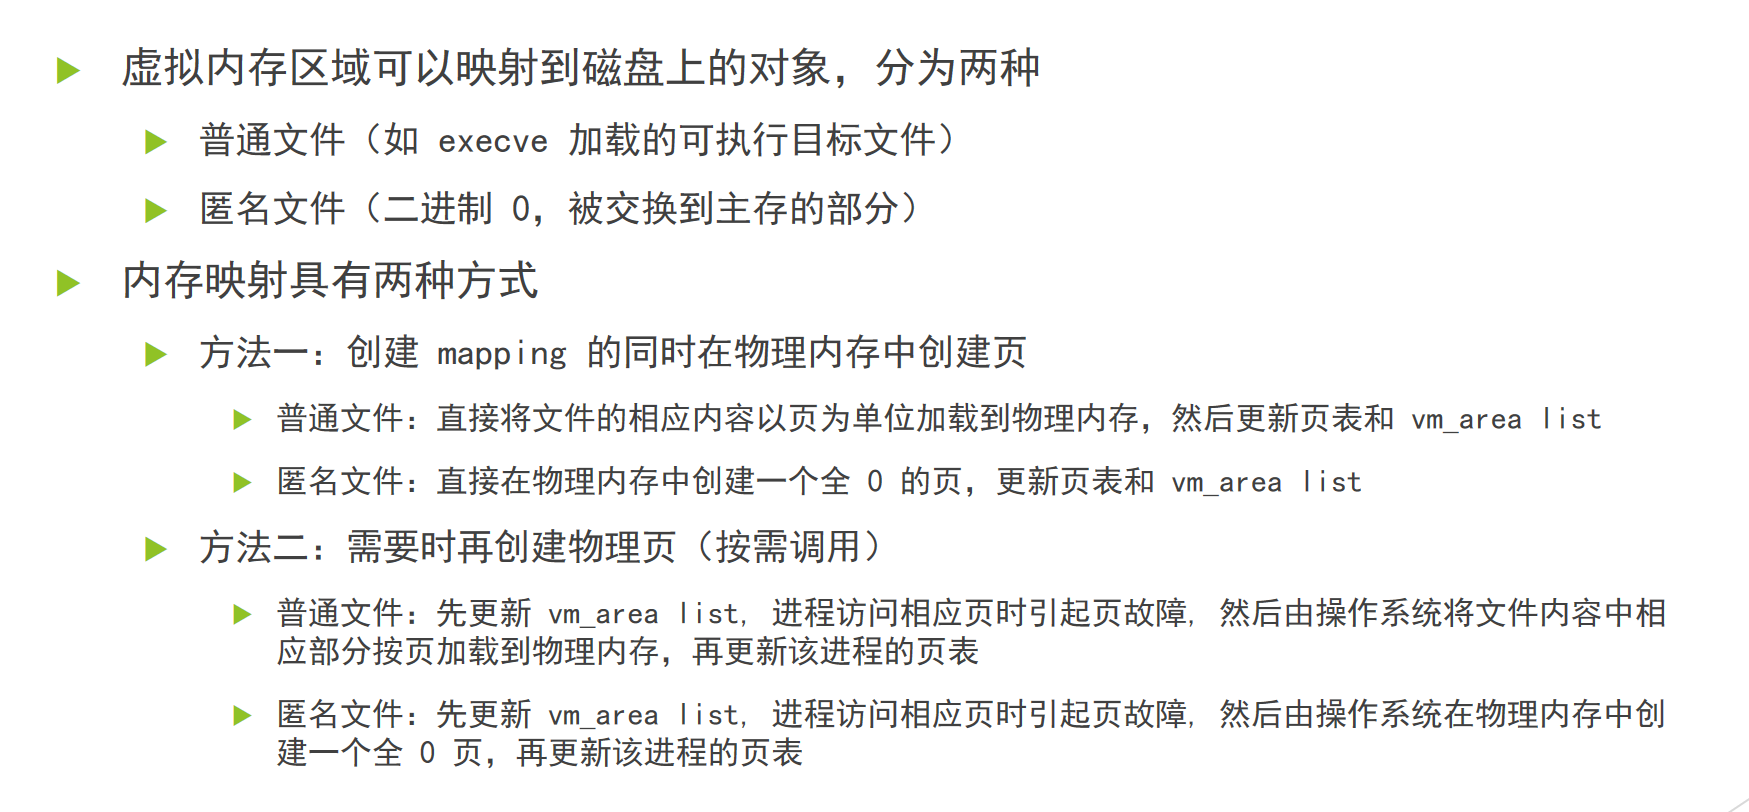 虚拟内存区域可以映射到磁盘上的对象，分为两种
普通文件（如 execve 加载的可执行目标文件）
匿名文件（二进制 0，被交换到主存的部分）
内存映射具有两种方式
方法一：创建 mapping 的同时在物理内存中创建页
普通文件：直接将文件的相应内容以页为单位加载到物理内存，然后更新页表和 vm_area list
匿名文件：直接在物理内存中创建一个全 0 的页，更新页表和 vm_area list
方法二：需要时再创建物理页（按需调用）
普通文件：先更新 vm_area list, 进程访问相应页时引起页故障, 然后由操作系统将文件内容中相
应部分按页加载到物理内存，再更新该进程的页表
匿名文件：先更新 vm_area list, 进程访问相应页时引起页故障, 然后由操作系统在物理内存中创
建一个全 0 页，再更新该进程的页表